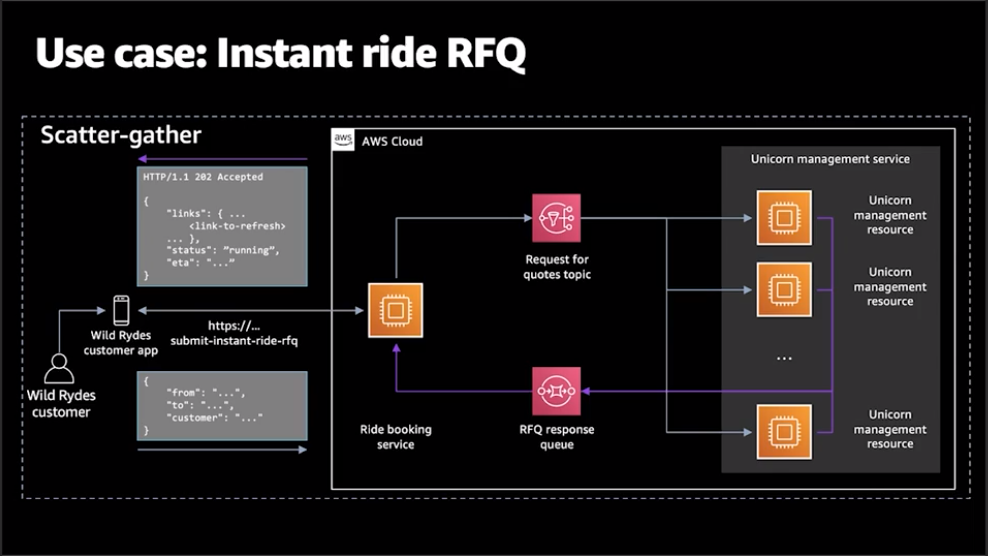 Use case: Instant ride RFQ
Scatter-gather
aws
AWS Cloud
Unicorn management service
HTTP/1.1 202 Accepted
{
"links": { ...
<link-to-refresh>
... },
"status": "running",
"eta": "..."
}
Unicorn
management
resource
Request for
quotes topic
Unicorn
management
resource
Wild Rydes
customer app
https://...
submit-instant-ride-rfq
...
Wild Rydes
customer
{
"from": "...",
"to": "...",
"customer": "..."
}
Ride booking
service
RFQ response
queue
Unicorn
management
resource